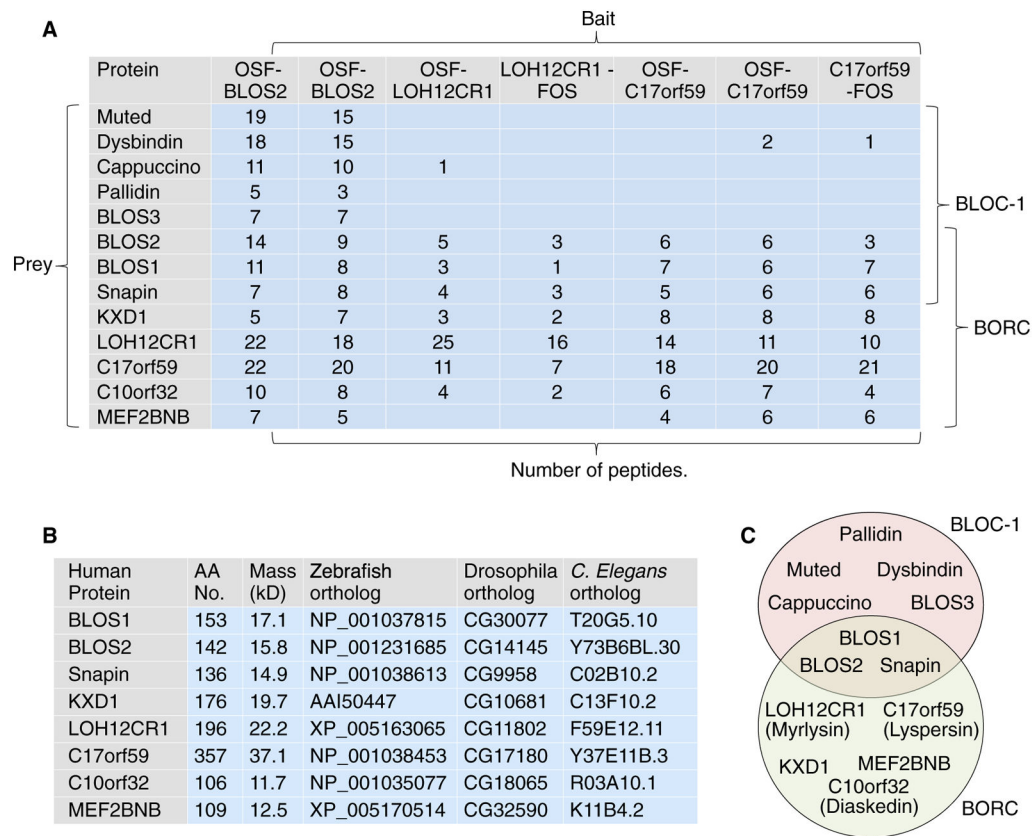 A
Bait
Protein OSF-BLOS2 OSF-BLOS2 OSF-LOH12CR1 LOH12CR1 -FOS OSF-C17orf59 OSF-C17orf59 C17orf59 -FOS
Muted 19 15
Dysbindin 18 15 2 1
Cappuccino 11 10 1
Pallidin 5 3
BLOS3 7 7
BLOC-1
BLOS2 14 9 5 3 6 6 3
Prey
BLOS1 11 8 3 1 7 6 7
Snapin 7 8 4 3 5 6 6
KXD1 5 7 3 2 8 8 8
BORC
LOH12CR1 22 18 25 16 14 11 10
C17orf59 22 20 11 7 18 20 21
C10orf32 10 8 4 2 6 7 4
MEF2BNB 7 5 4 6 6
Number of peptides.
B
Human Protein AA No. Mass (kD) Zebrafish ortholog Drosophila ortholog C. Elegans ortholog
BLOS1 153 17.1 NP_001037815 CG30077 T20G5.10
BLOS2 142 15.8 NP_001231685 CG14145 Y73B6BL.30
Snapin 136 14.9 NP_001038613 CG9958 C02B10.2
KXD1 176 19.7 AAI50447 CG10681 C13F10.2
LOH12CR1 196 22.2 XP_005163065 CG11802 F59E12.11
C17orf59 357 37.1 NP_001038453 CG17180 Y37E11B.3
C10orf32 106 11.7 NP_001035077 CG18065 R03A10.1
MEF2BNB 109 12.5 XP_005170514 CG32590 K11B4.2
C
BLOC-1
Pallidin
Muted Dysbindin
Cappuccino BLOS3
BLOS1
BLOS2 Snapin
LOH12CR1 C17orf59
(Myrlysin) (Lyspersin)
KXD1 MEF2BNB
C10orf32
(Diaskedin)
BORC